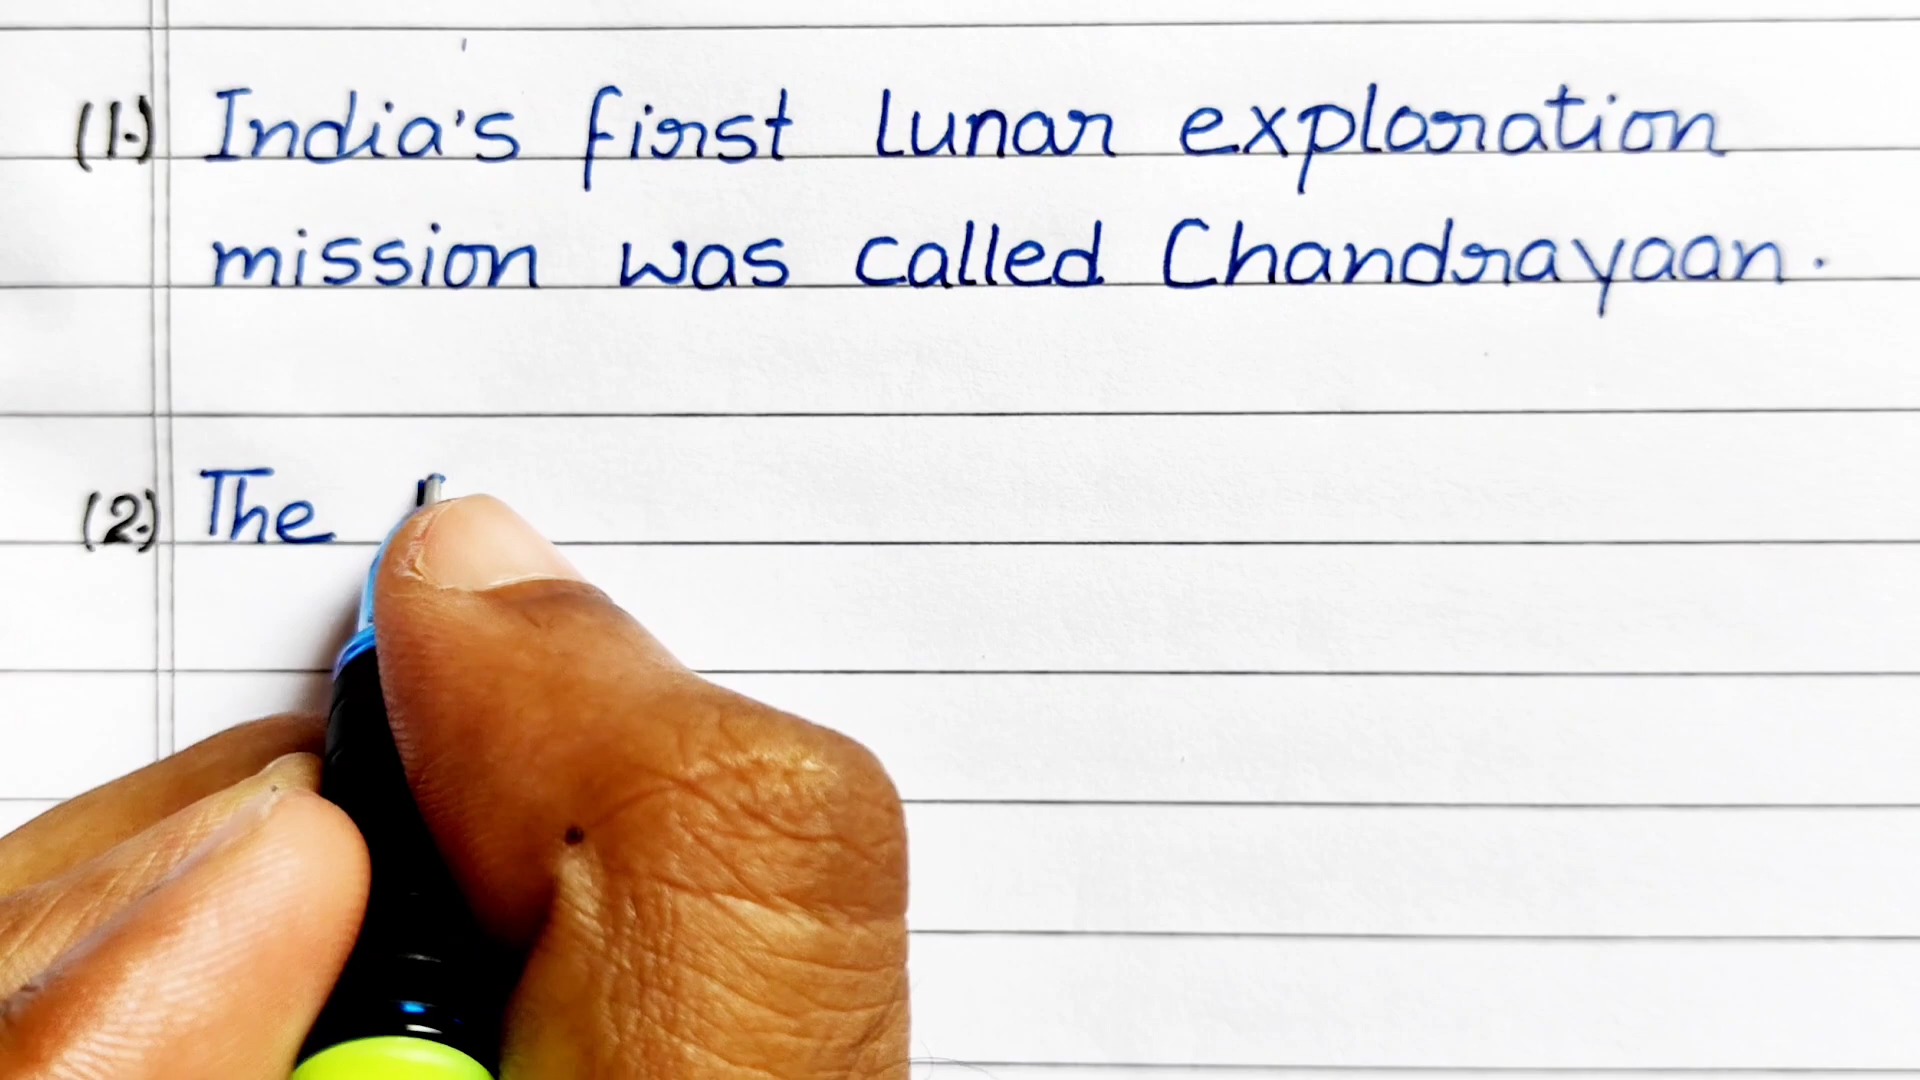 (1.) India's first lunar exploration
mission was called Chandrayaan.
(2.) The